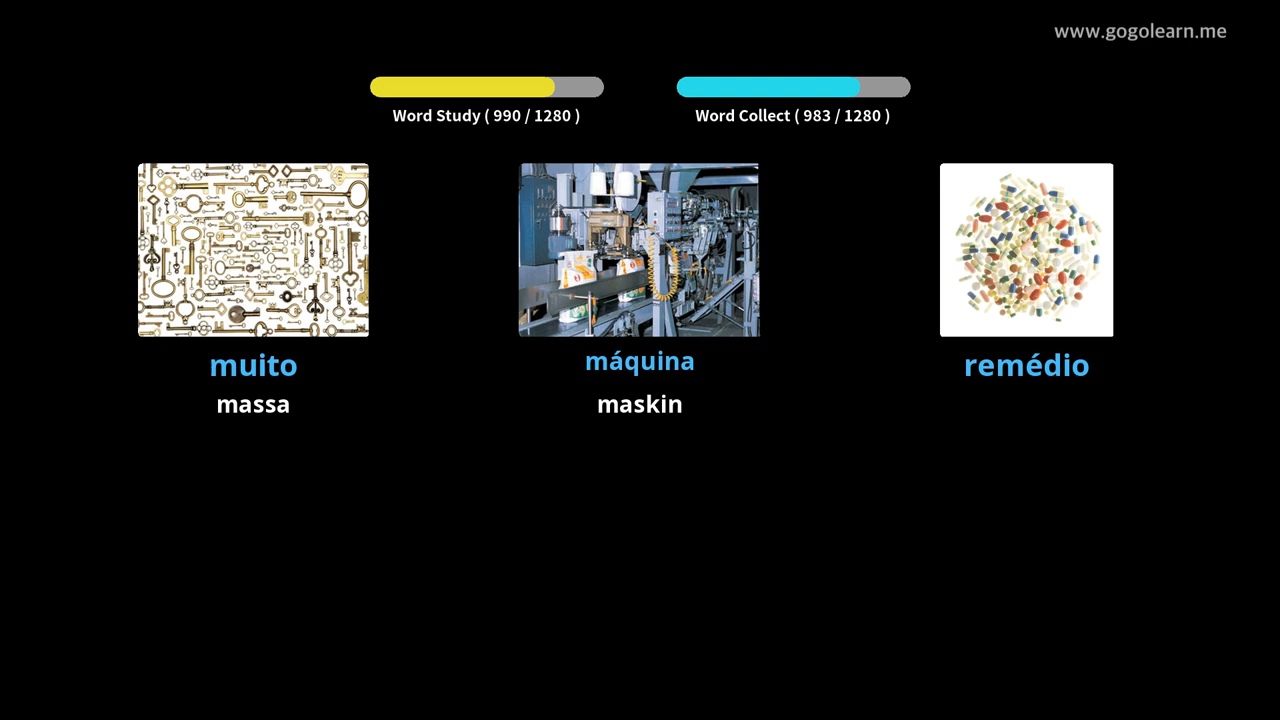 www.gogolearn.me
Word Study ( 990 / 1280 )
Word Collect ( 983 / 1280 )
muito
máquina
remédio
massa
maskin